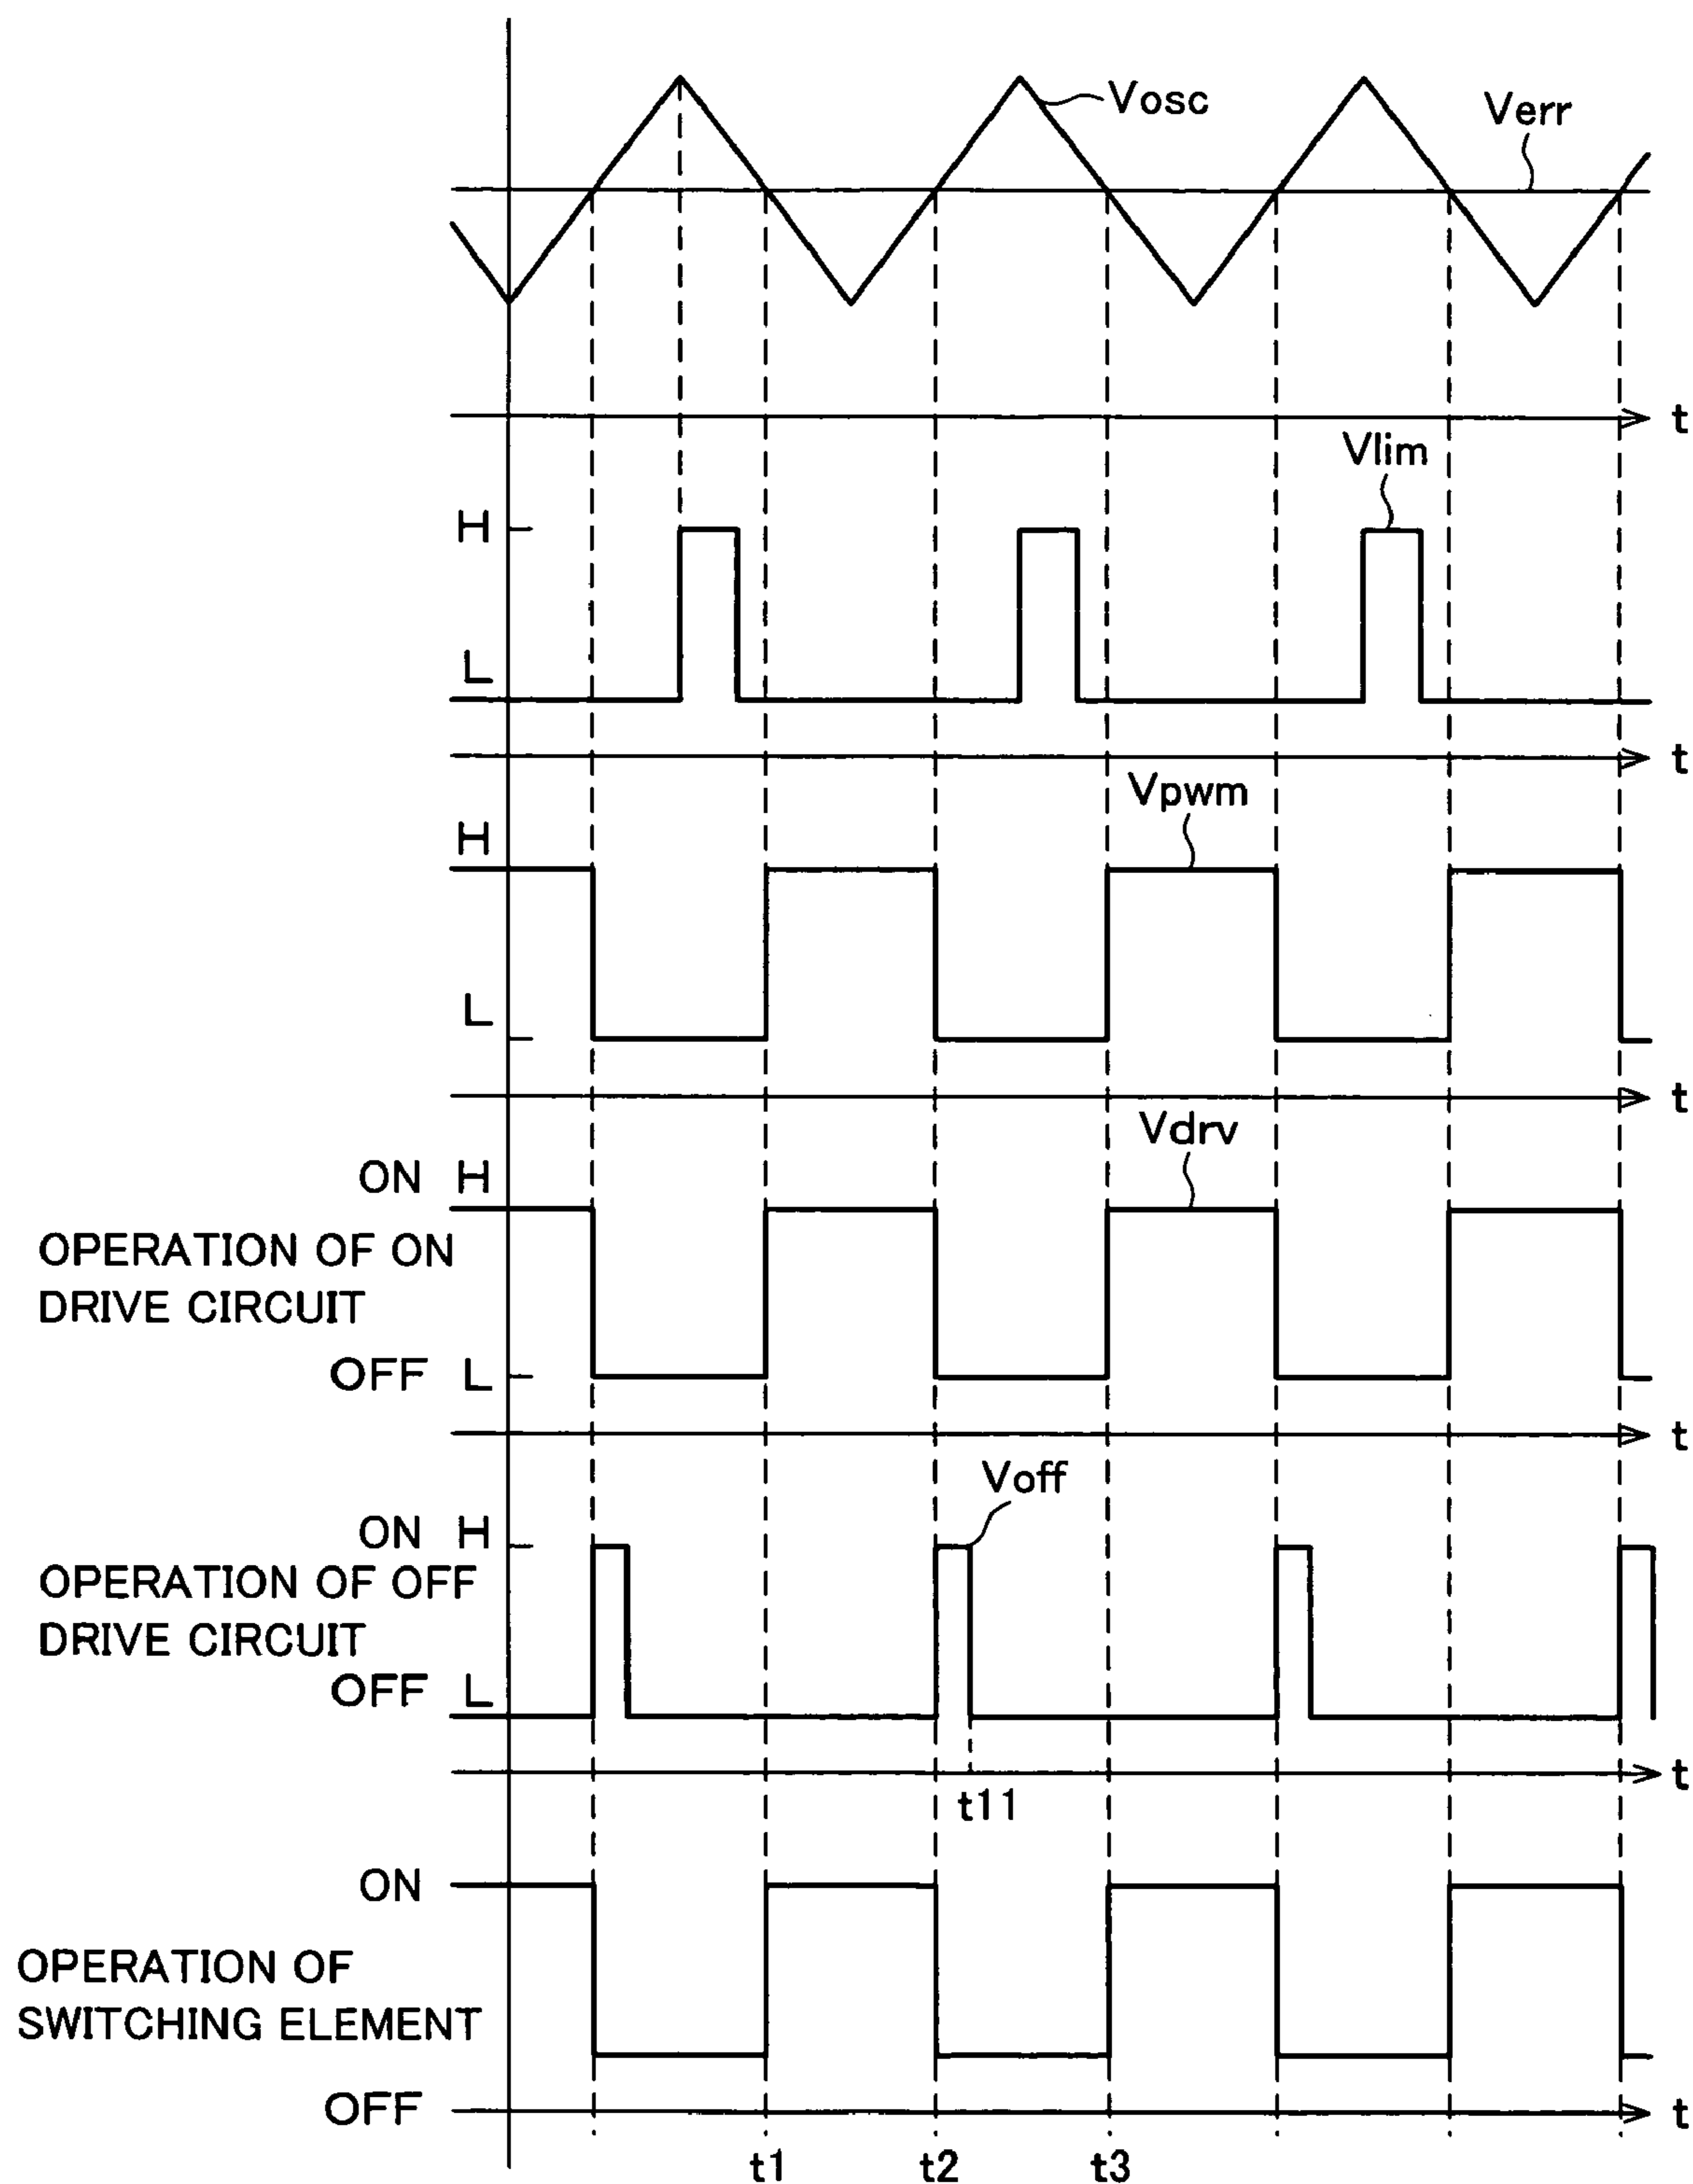 Vosc
Verr
t
Vlim
H
L
t
Vpwm
H
L
t
Vdrv
ON H
OPERATION OF ON
DRIVE CIRCUIT
OFF L
t
Voff
ON H
OPERATION OF OFF
DRIVE CIRCUIT
OFF L
t
t11
ON
OPERATION OF
SWITCHING ELEMENT
OFF
t
t1 t2 t3